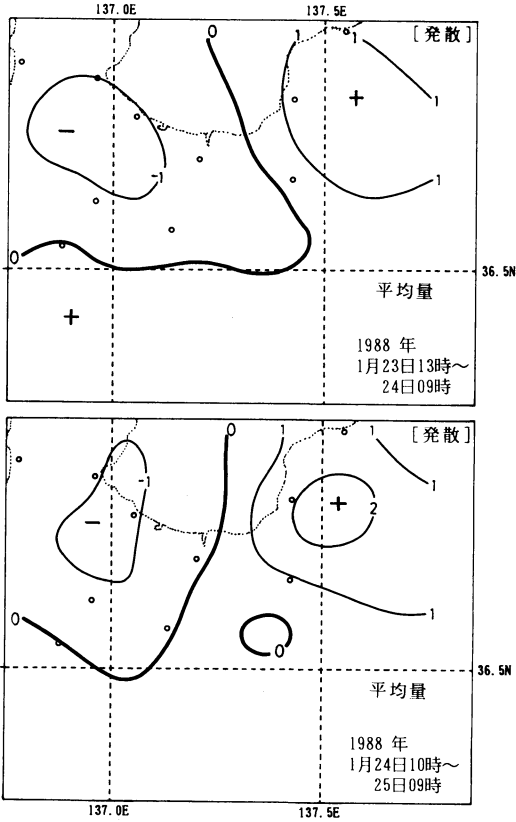 137.0E 137.5E
0 1 1 [発散]
+
1
-
-1
1
0
36.5N
平均量
+
1988 年
1月23日13時～
24日09時
0 1 1 [発散]
-1
1
+ 2
-
0 1
0
36.5N
平均量
1988 年
1月24日10時～
25日09時
137.0E 137.5E